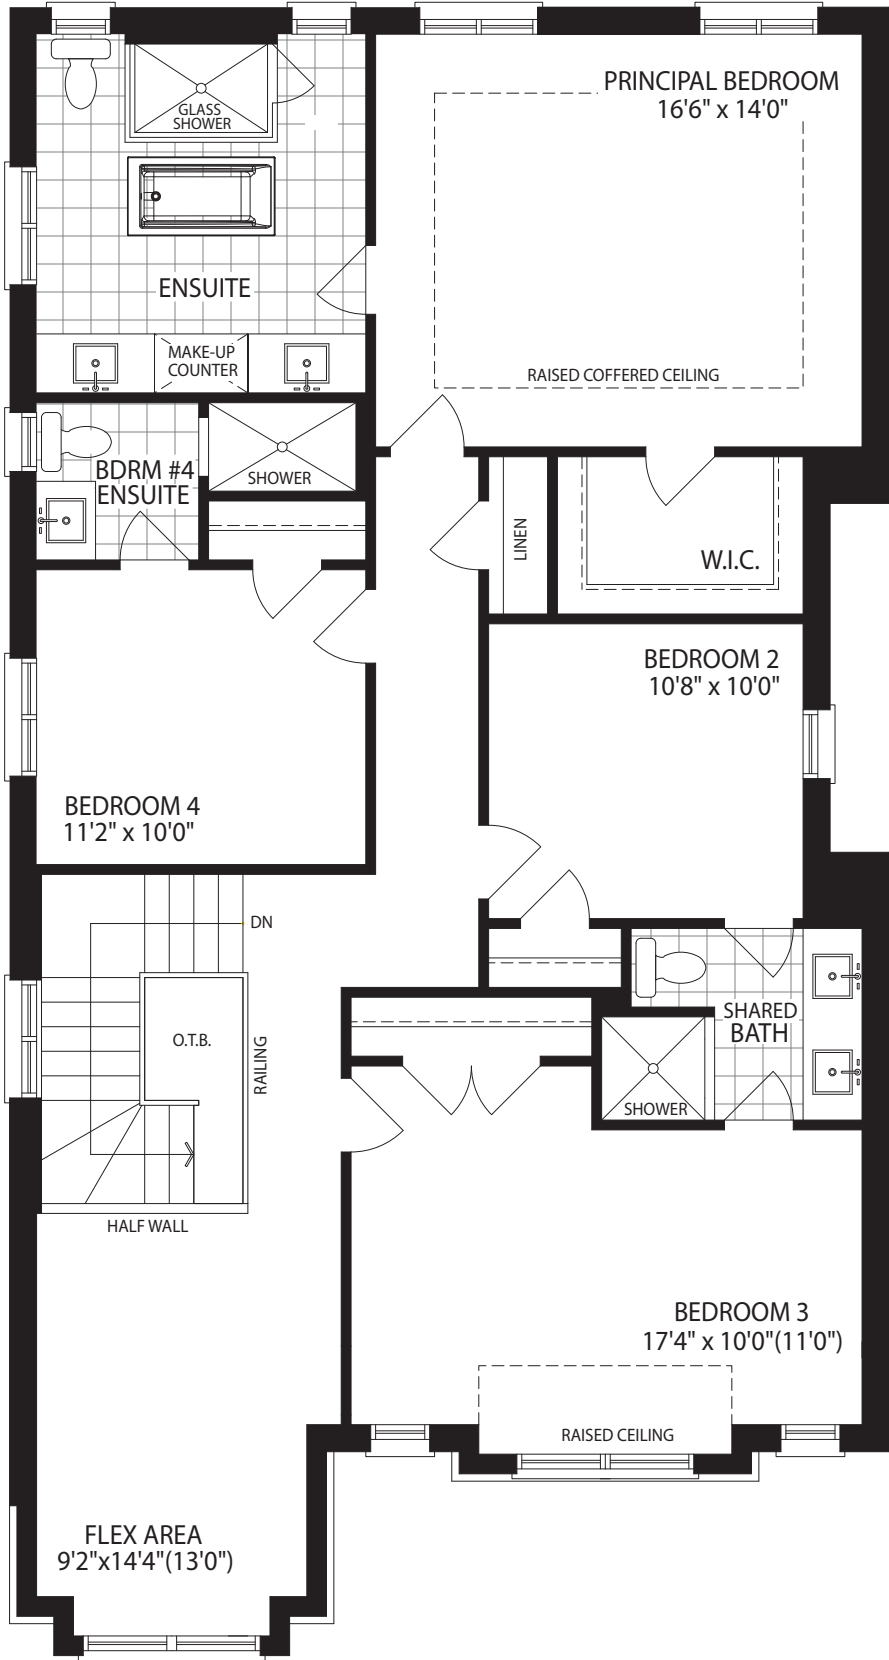 PRINCIPAL BEDROOM
16'6" x 14'0"
GLASS
SHOWER
ENSUITE
MAKE-UP
COUNTER
RAISED COFFERED CEILING
BDRM #4
ENSUITE
SHOWER
LINEN
W.I.C.
BEDROOM 2
10'8" x 10'0"
BEDROOM 4
11'2" x 10'0"
DN
O.T.B.
RAILING
SHARED
BATH
SHOWER
HALF WALL
BEDROOM 3
17'4" x 10'0"(11'0")
RAISED CEILING
FLEX AREA
9'2"x14'4"(13'0")